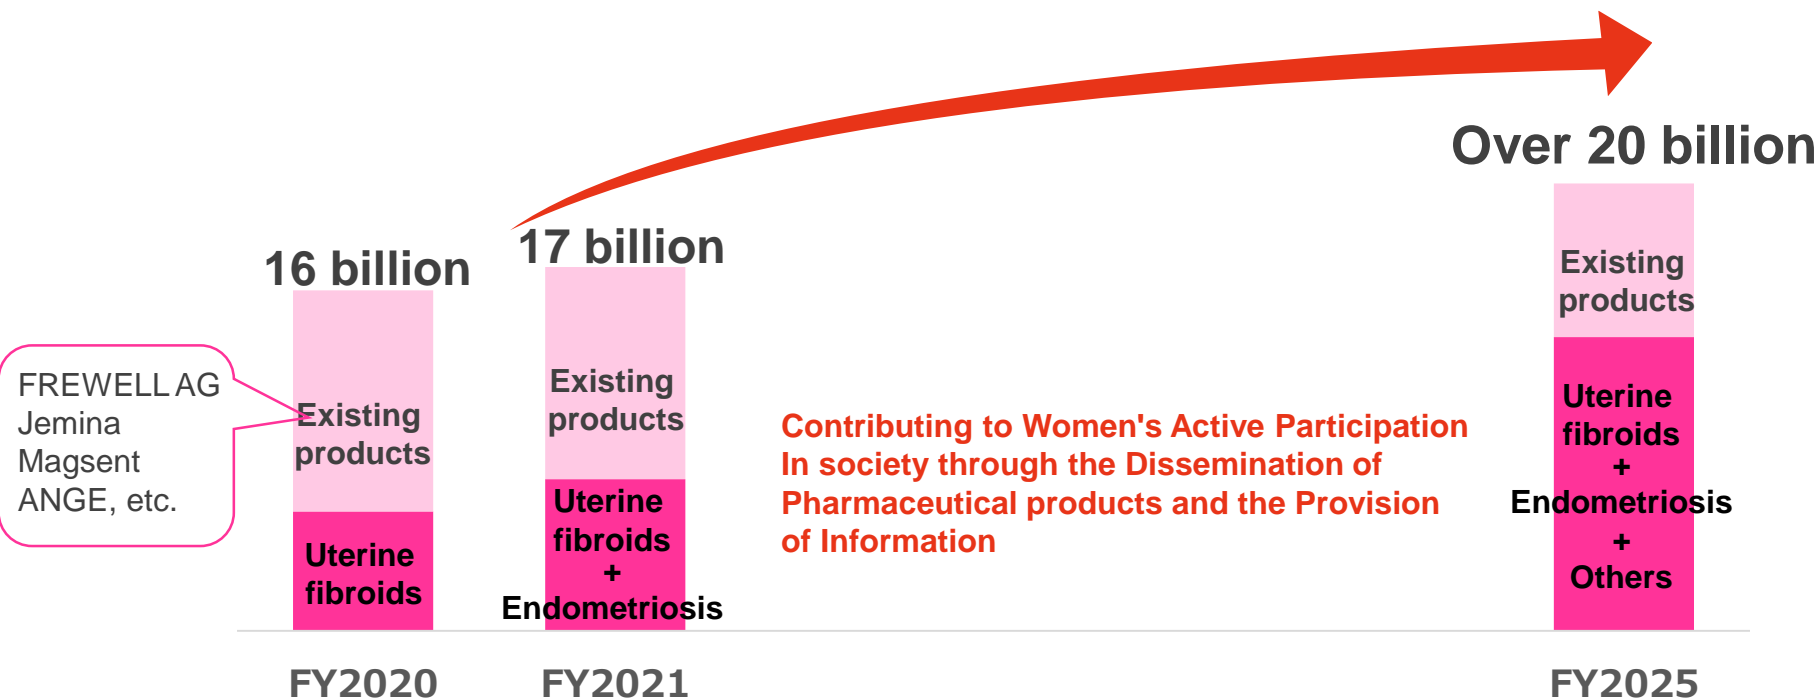 Over 20 billion
16 billion
17 billion
FREWELL AG
Jemina
Magsent
ANGE, etc.
Existing
products
Uterine
fibroids
Existing
products
Uterine
fibroids
+
Endometriosis
Contributing to Women's Active Participation
In society through the Dissemination of
Pharmaceutical products and the Provision
of Information
Existing
products
Uterine
fibroids
+
Endometriosis
+
Others
FY2020
FY2021
FY2025